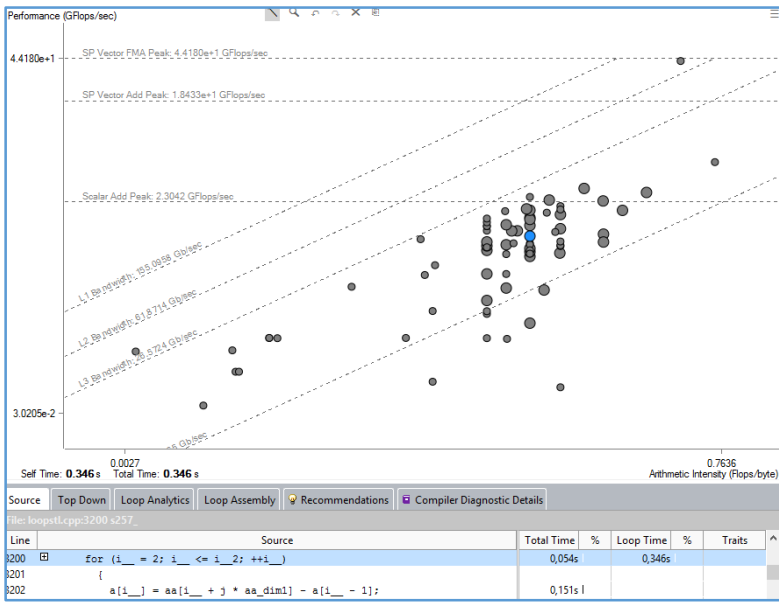 Performance (GFlops/sec)
4.4180e+1
SP Vector FMA Peak: 4.4180e+1 GFlops/sec
SP Vector Add Peak: 1.8433e+1 GFlops/sec
Scalar Add Peak: 2.3042 GFlops/sec
L1 Bandwidth: 155.0958 Gb/sec
L2 Bandwidth: 61.8714 Gb/sec
L3 Bandwidth: Gb/sec
3.0205e-2
Gb/sec
0.0027
0.7636
Self Time: 0.346 s Total Time: 0.346 s
Arithmetic Intensity (Flops/byte)
Source Top Down Loop Analytics Loop Assembly Recommendations Compiler Diagnostic Details
File: loopstl.cpp:3200 s257_
Line Source Total Time % Loop Time % Traits
3200 for (i__ = 2; i__ <= i__2; ++i__) 0,054s 0,346s
3201 {
3202 a[i__] = aa[i__ + j * aa_dim1] - a[i__ - 1]; 0,151s